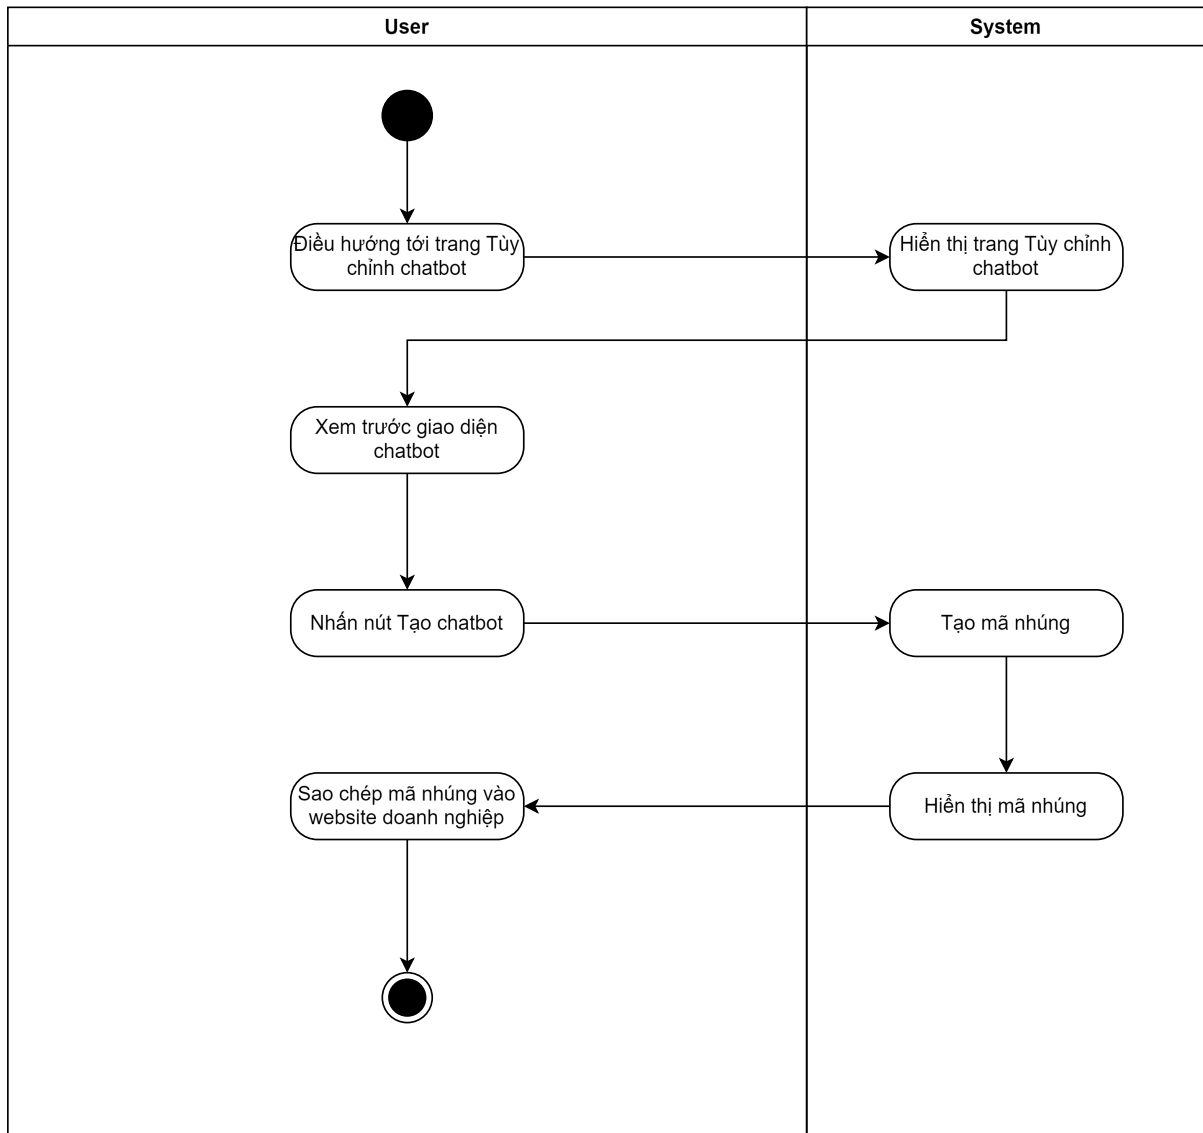 User
System
Điều hướng tới trang Tùy
chỉnh chatbot
Hiển thị trang Tùy chỉnh
chatbot
Xem trước giao diện
chatbot
Nhấn nút Tạo chatbot
Tạo mã nhúng
Sao chép mã nhúng vào
website doanh nghiệp
Hiển thị mã nhúng